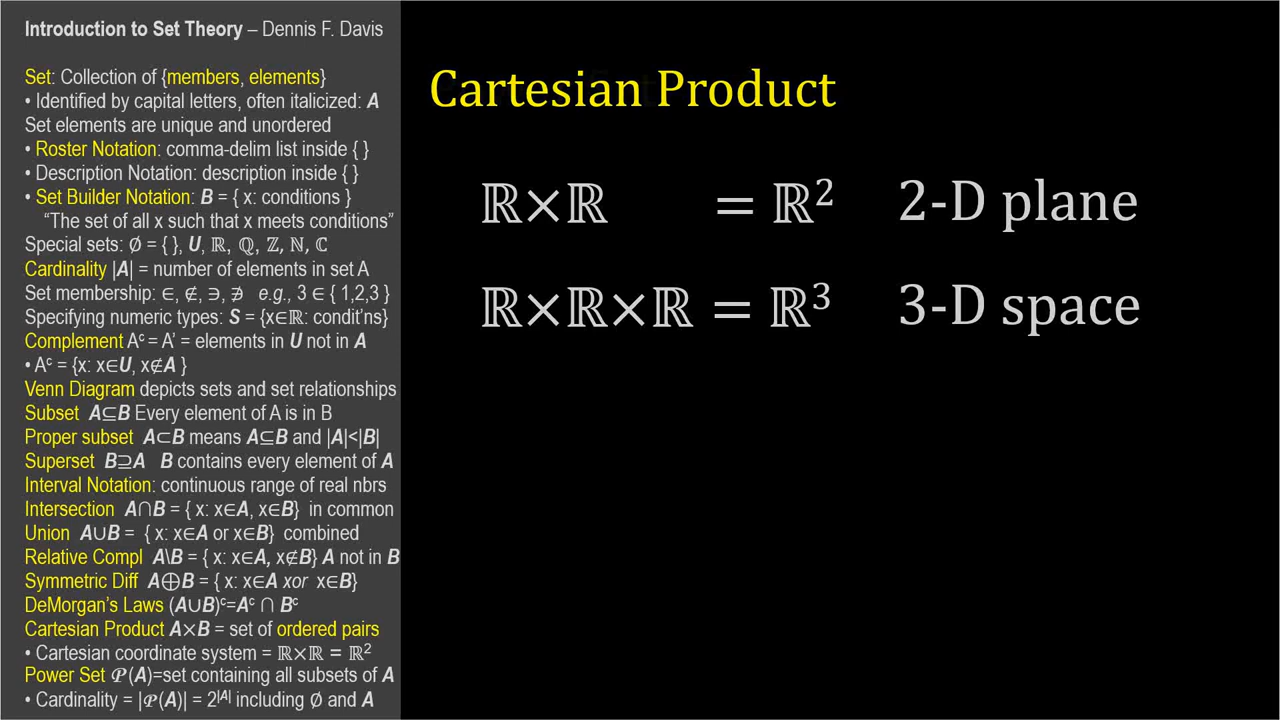 Introduction to Set Theory – Dennis F. Davis
Set: Collection of {members, elements}
• Identified by capital letters, often italicized: A
Set elements are unique and unordered
• Roster Notation: comma-delim list inside { }
• Description Notation: description inside { }
• Set Builder Notation: B = { x: conditions }
“The set of all x such that x meets conditions”
Special sets: ∅ = { }, U, ℝ, ℚ, ℤ, ℕ, ℂ
Cardinality |A| = number of elements in set A
Set membership: ∈, ∉, ∋, ∌ e.g., 3 ∈ { 1,2,3 }
Specifying numeric types: S = {x∈ℝ: condit’ns}
Complement Aᶜ = A’ = elements in U not in A
• Aᶜ = {x: x∈U, x∉A }
Venn Diagram depicts sets and set relationships
Subset A⊆B Every element of A is in B
Proper subset A⊂B means A⊆B and |A|<|B|
Superset B⊇A B contains every element of A
Interval Notation: continuous range of real nbrs
Intersection A∩B = { x: x∈A, x∈B} in common
Union A∪B = { x: x∈A or x∈B} combined
Relative Compl A\B = { x: x∈A, x∉B} A not in B
Symmetric Diff A⊕B = { x: x∈A xor x∈B}
DeMorgan’s Laws (A∪B)ᶜ=Aᶜ ∩ Bᶜ
Cartesian Product A×B = set of ordered pairs
• Cartesian coordinate system = ℝ×ℝ = ℝ²
Power Set 𝒫(A)=set containing all subsets of A
• Cardinality = |𝒫(A)| = 2^|A| including ∅ and A
Cartesian Product
ℝ×ℝ = ℝ² 2-D plane
ℝ×ℝ×ℝ = ℝ³ 3-D space